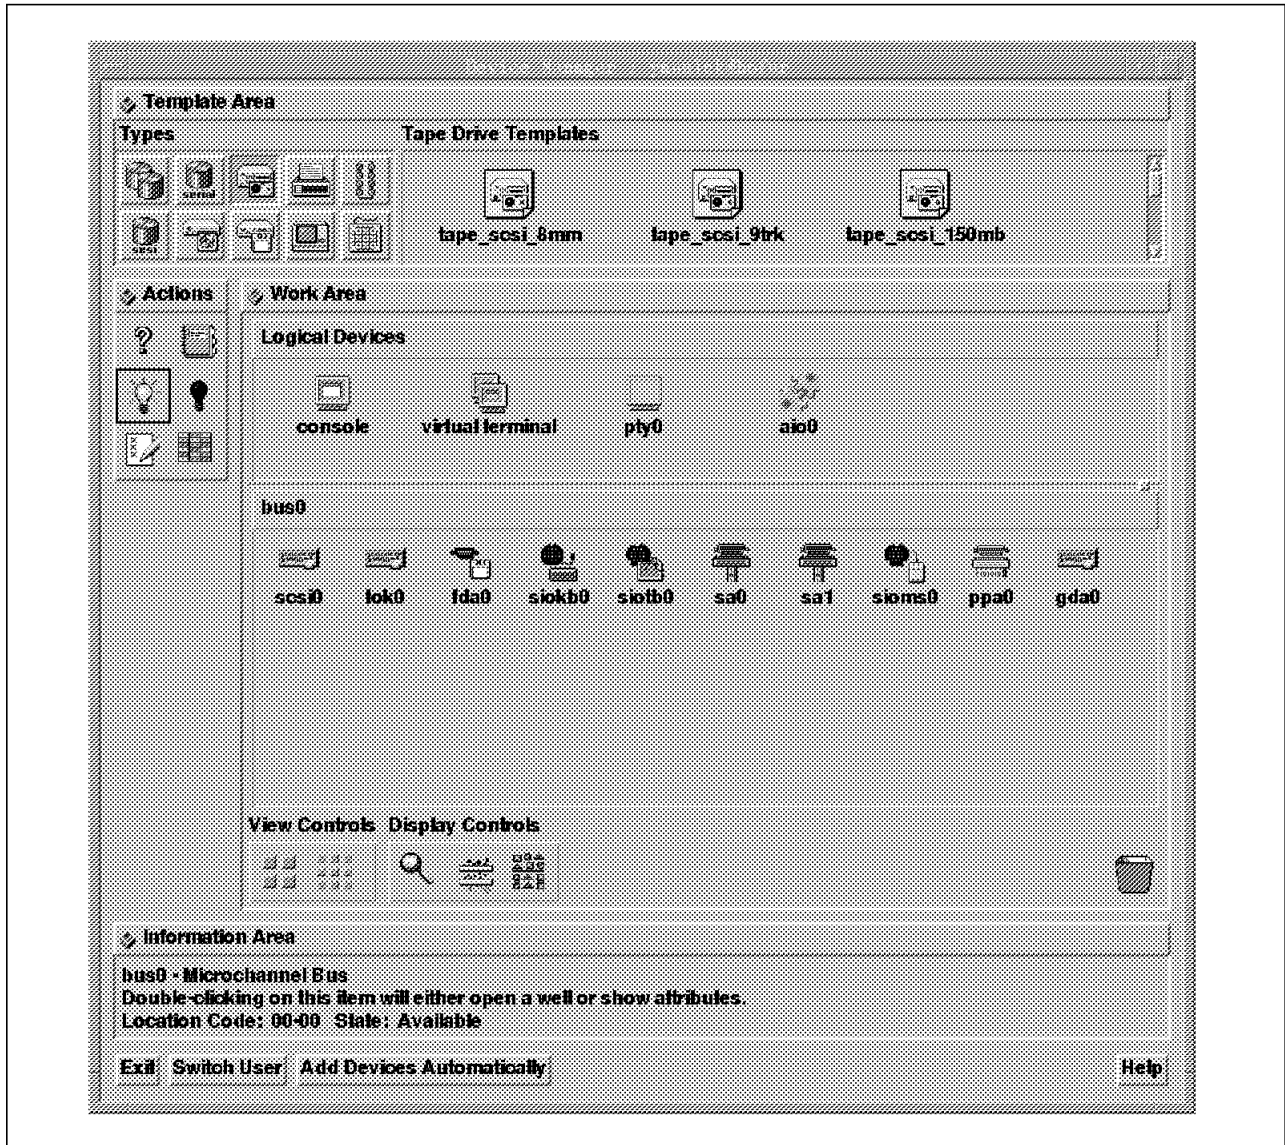 Template Area
Types
Tape Drive Templates
serial
scsi
tape_scsi_8mm
tape_scsi_9trk
tape_scsi_150mb
Actions
Work Area
Logical Devices
console
virtual terminal
pty0
aio0
bus0
scsi0
tok0
fda0
siokb0
siotb0
sa0
sa1
sioms0
ppa0
gda0
View Controls
Display Controls
Information Area
bus0 - Microchannel Bus
Double-clicking on this item will either open a well or show attributes.
Location Code: 00-00 State: Available
Exit
Switch User
Add Devices Automatically
Help